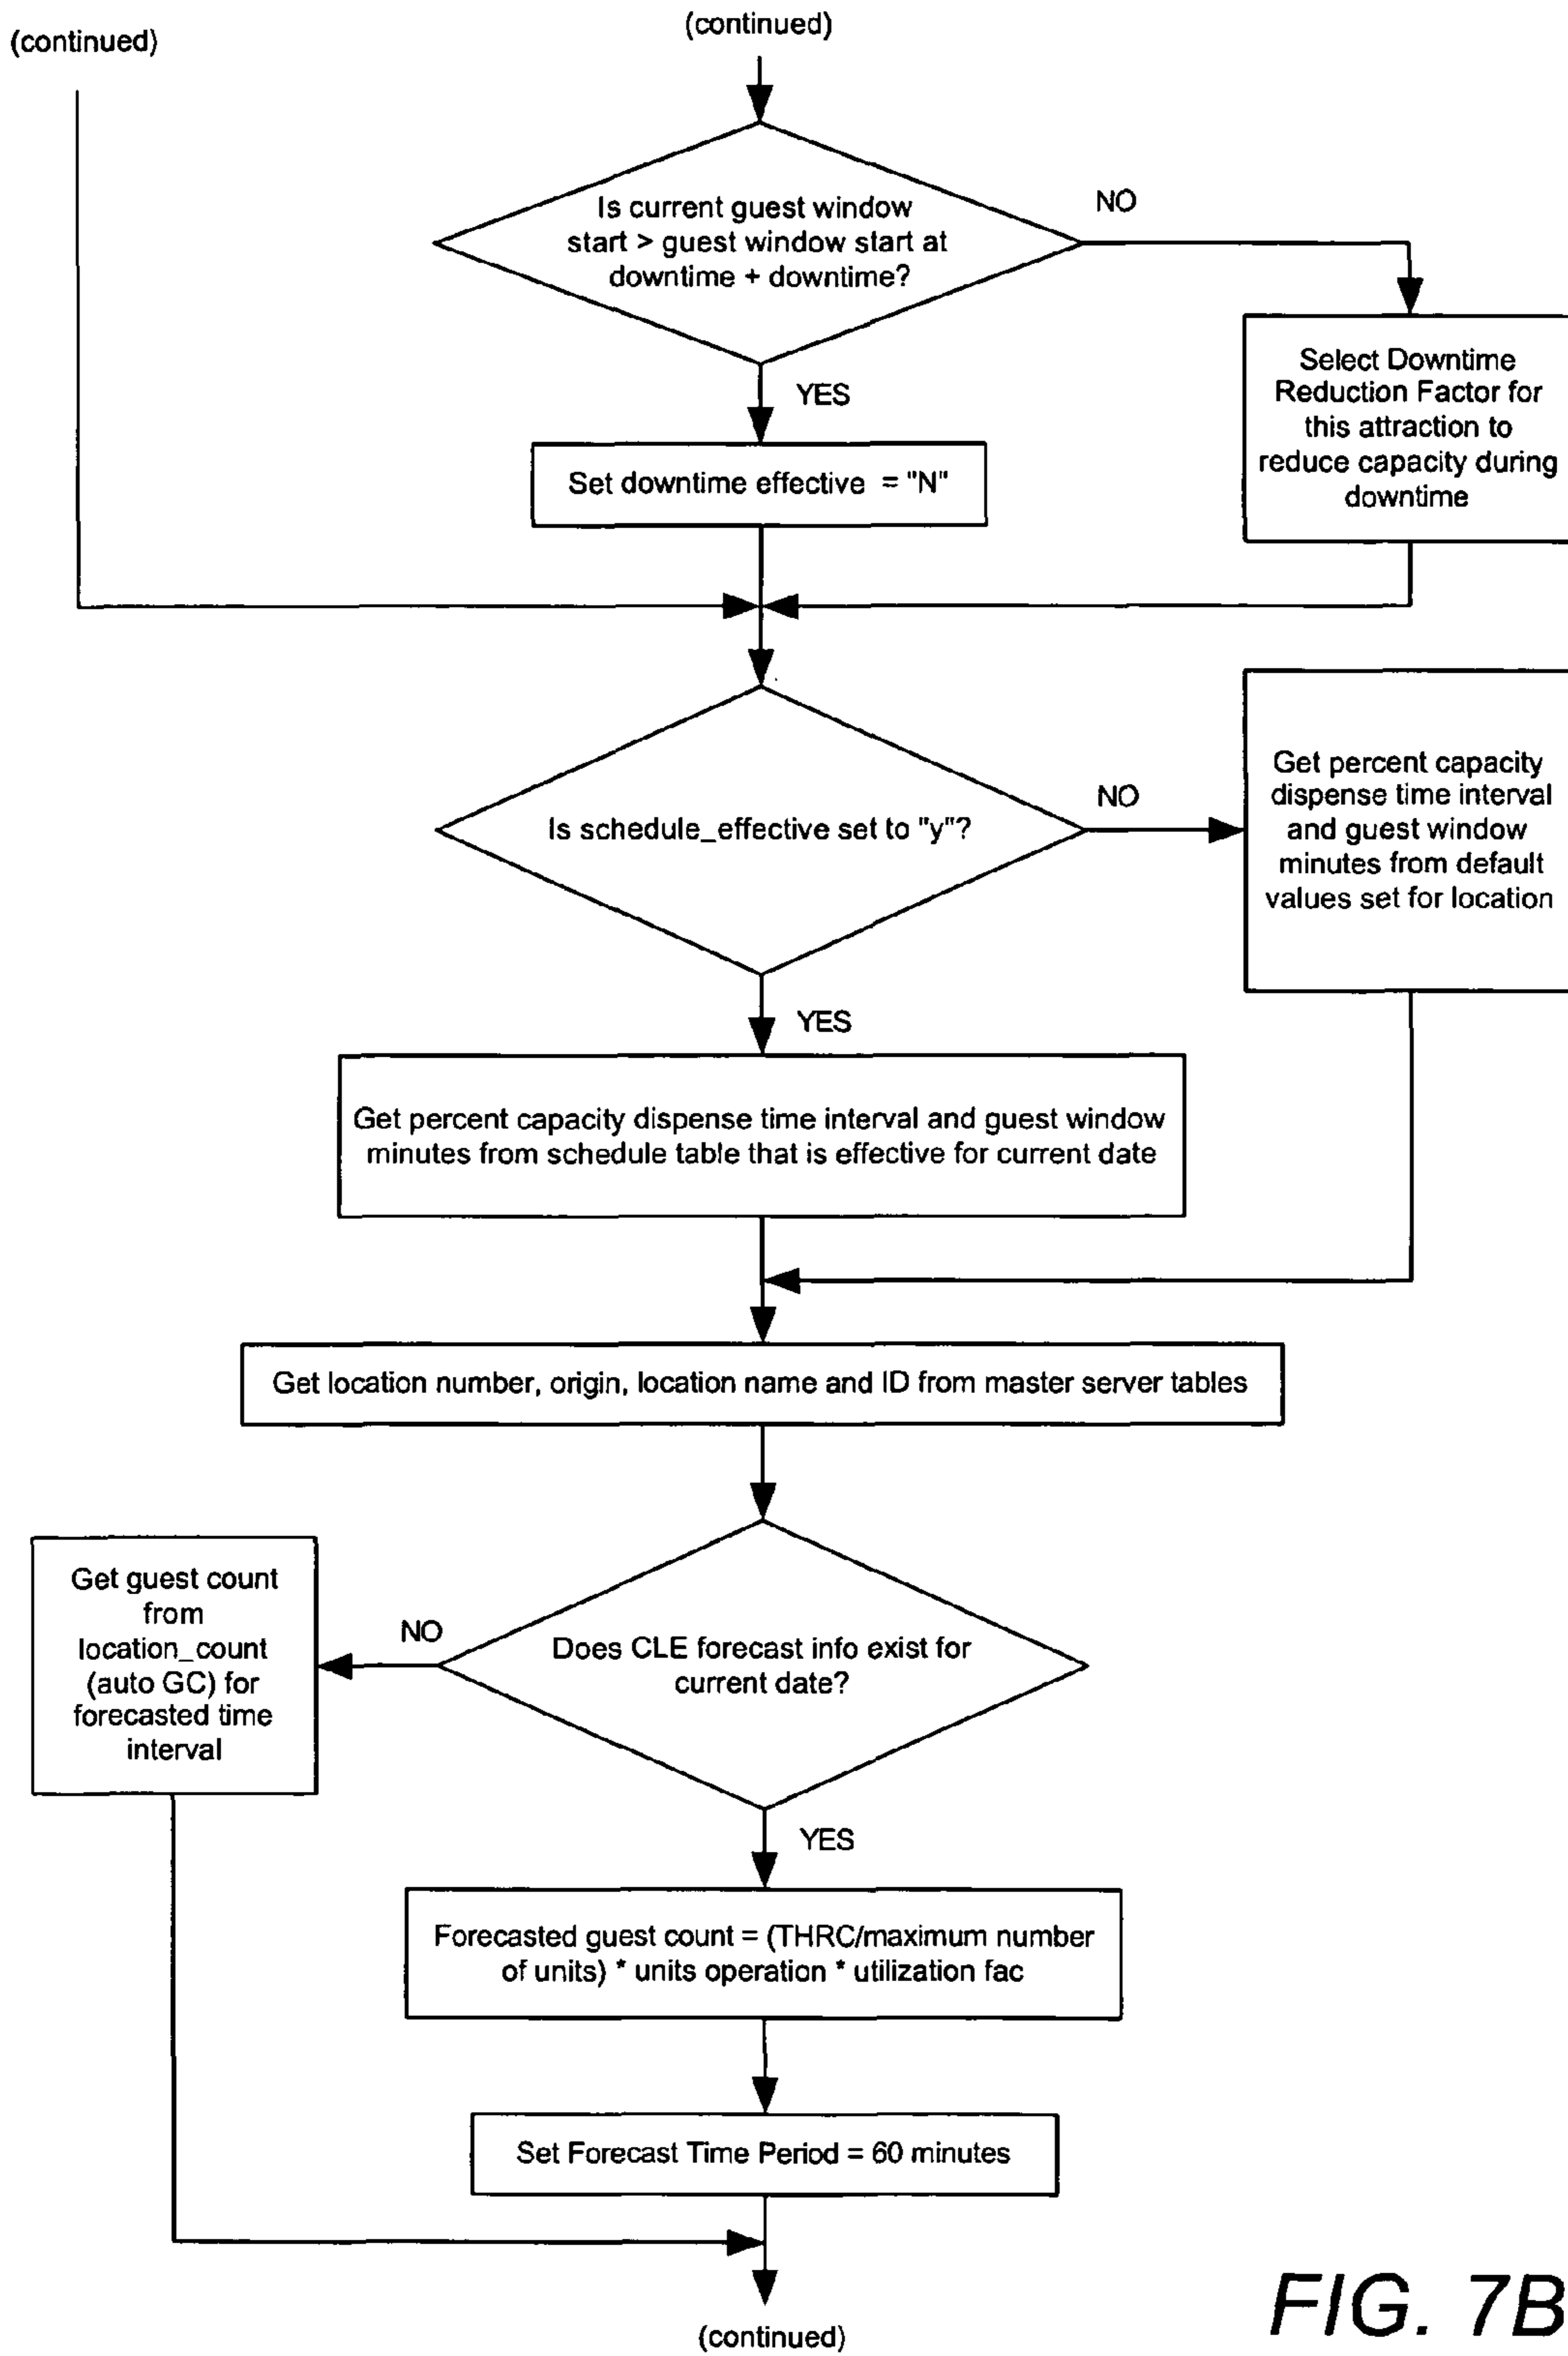 (continued)
(continued)
Is current guest window
start > guest window start at
downtime + downtime?
NO
YES
Select Downtime
Reduction Factor for
this attraction to
reduce capacity during
downtime
Set downtime effective = "N"
Is schedule_effective set to "y"?
NO
Get percent capacity
dispense time interval
and guest window
minutes from default
values set for location
YES
Get percent capacity dispense time interval and guest window
minutes from schedule table that is effective for current date
Get location number, origin, location name and ID from master server tables
Does CLE forecast info exist for
current date?
NO
Get guest count
from
location_count
(auto GC) for
forecasted time
interval
YES
Forecasted guest count = (THRC/maximum number
of units) * units operation * utilization fac
Set Forecast Time Period = 60 minutes
(continued)
FIG. 7B